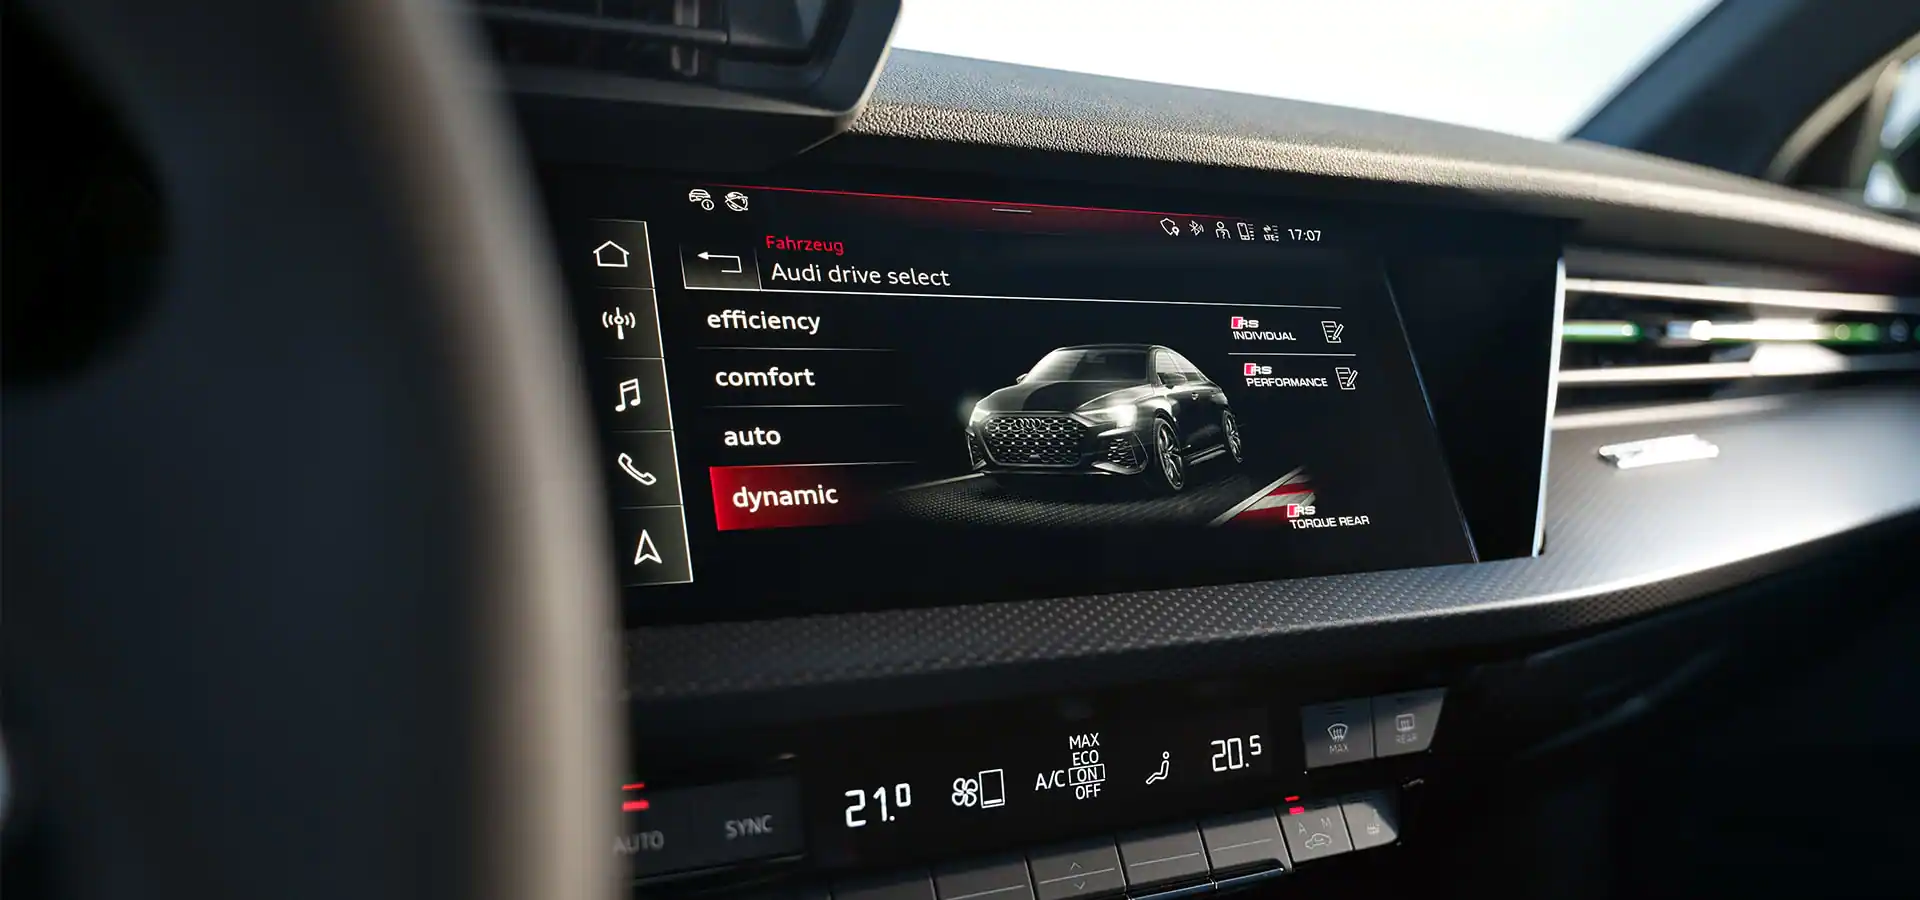 17:07
Fahrzeug
Audi drive select
efficiency
comfort
auto
dynamic
RS
INDIVIDUAL
RS
PERFORMANCE
RS
TORQUE REAR
21.0
A/C
MAX
ECO
ON
OFF
20.5
MAX
REAR
AUTO
SYNC
A M